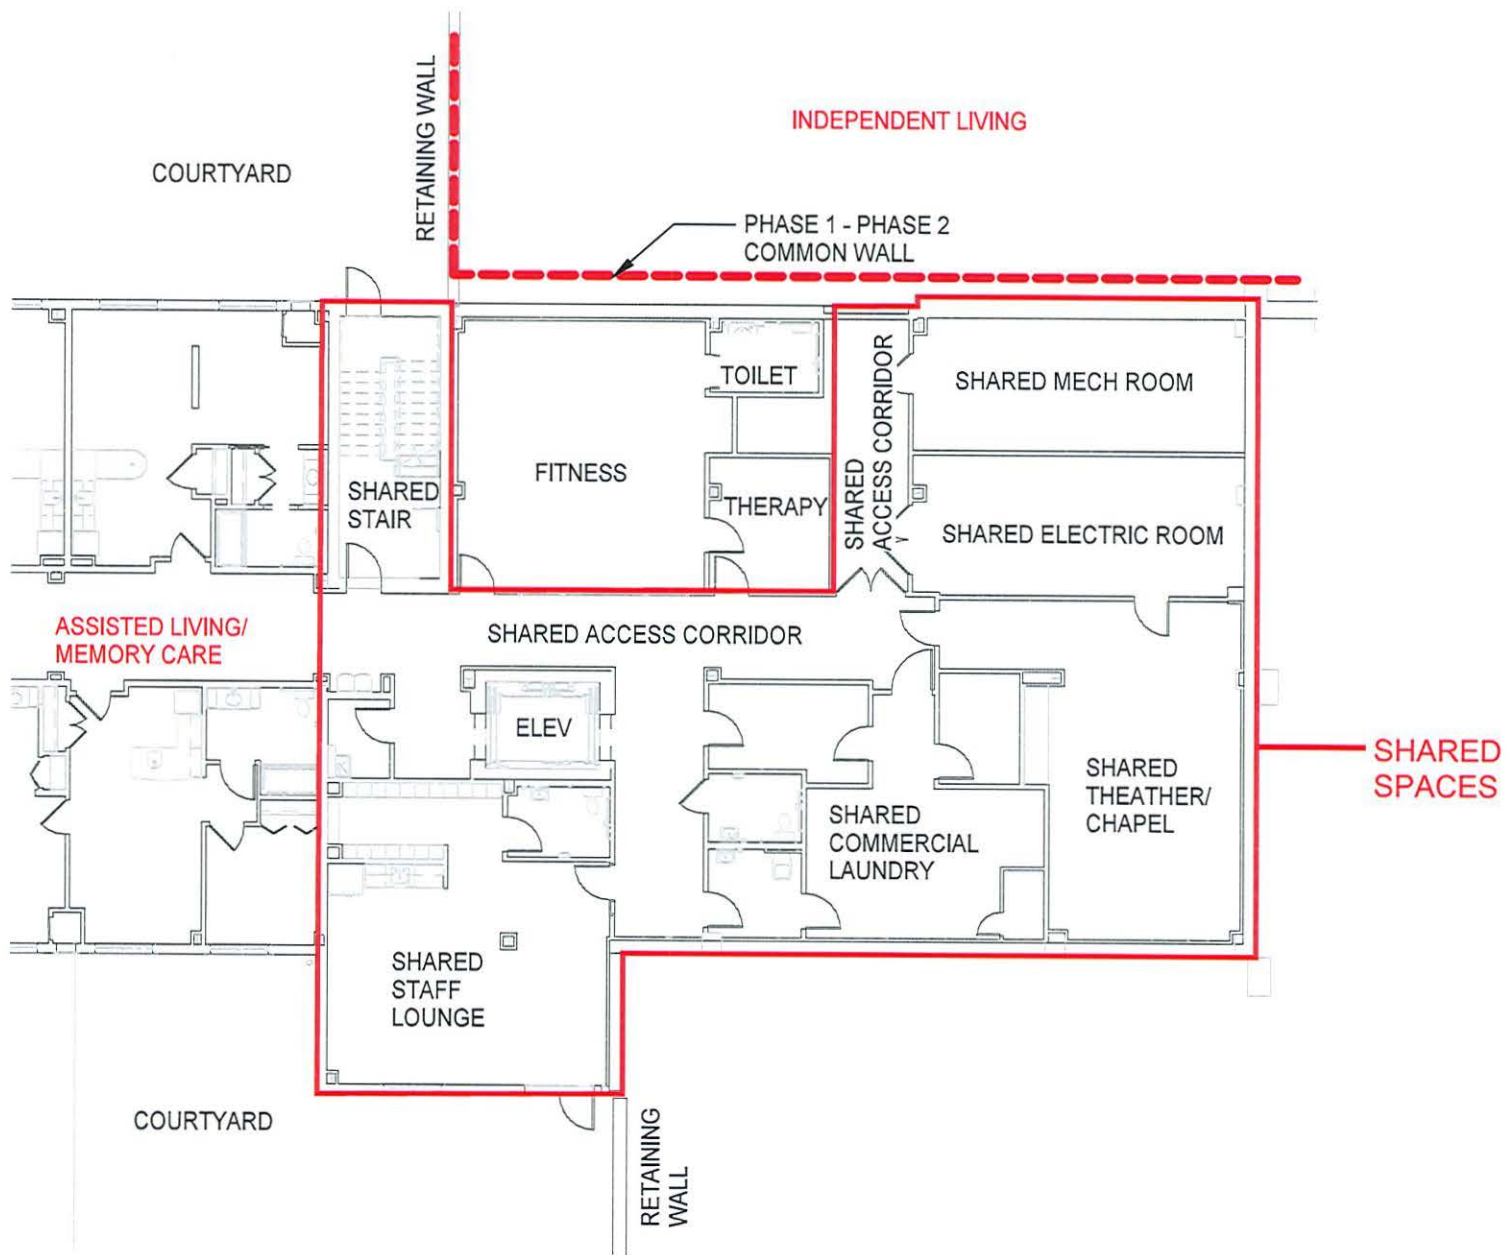 RETAINING WALL
INDEPENDENT LIVING
COURTYARD
PHASE 1 - PHASE 2
COMMON WALL
TOILET
SHARED
ACCESS CORRIDOR
SHARED MECH ROOM
FITNESS
SHARED
STAIR
THERAPY
SHARED ELECTRIC ROOM
ASSISTED LIVING/
MEMORY CARE
SHARED ACCESS CORRIDOR
ELEV
SHARED
SPACES
SHARED
THEATHER/
CHAPEL
SHARED
COMMERCIAL
LAUNDRY
SHARED
STAFF
LOUNGE
COURTYARD
RETAINING
WALL